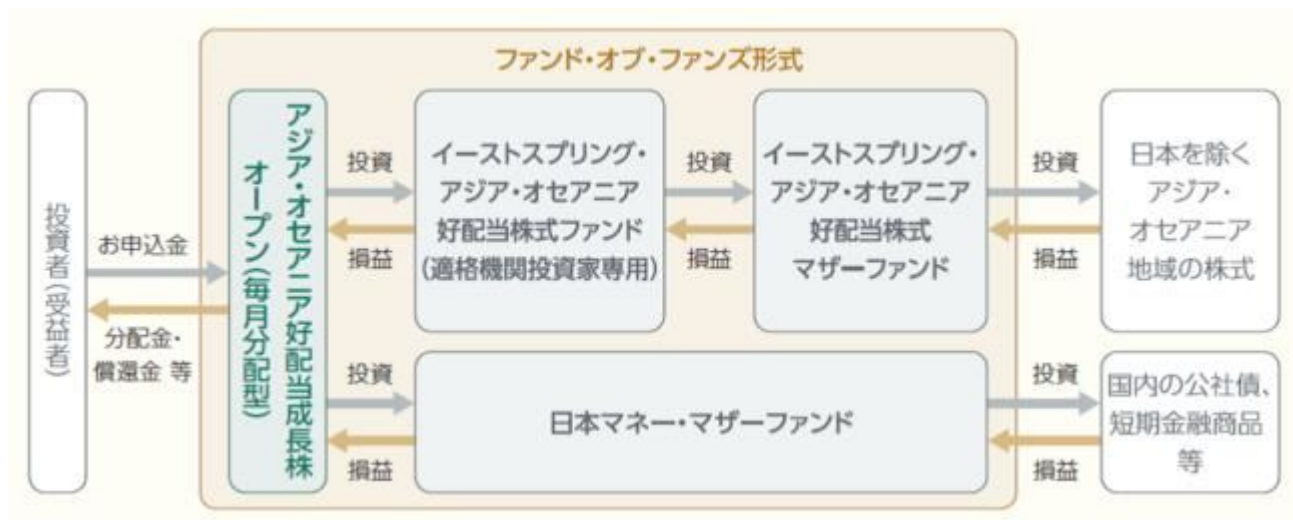 ファンド・オブ・ファンズ形式
投資者(受益者)
お申込金
分配金・
償還金 等
アジア・オセアニア好配当成長株
オープン(毎月分配型)
投資
損益
イーストスプリング・
アジア・オセアニア
好配当株式ファンド
(適格機関投資家専用)
投資
損益
イーストスプリング・
アジア・オセアニア
好配当株式
マザーファンド
投資
損益
日本を除く
アジア・
オセアニア
地域の株式
投資
損益
日本マネー・マザーファンド
投資
損益
国内の公社債、
短期金融商品
等